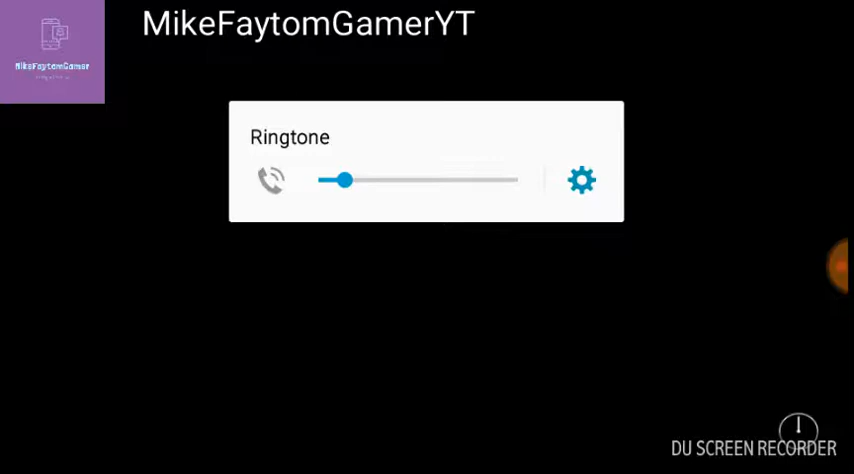 MikeFaytomGamerYT
MikeFaytomGamer
Ringtone
DU SCREEN RECORDER